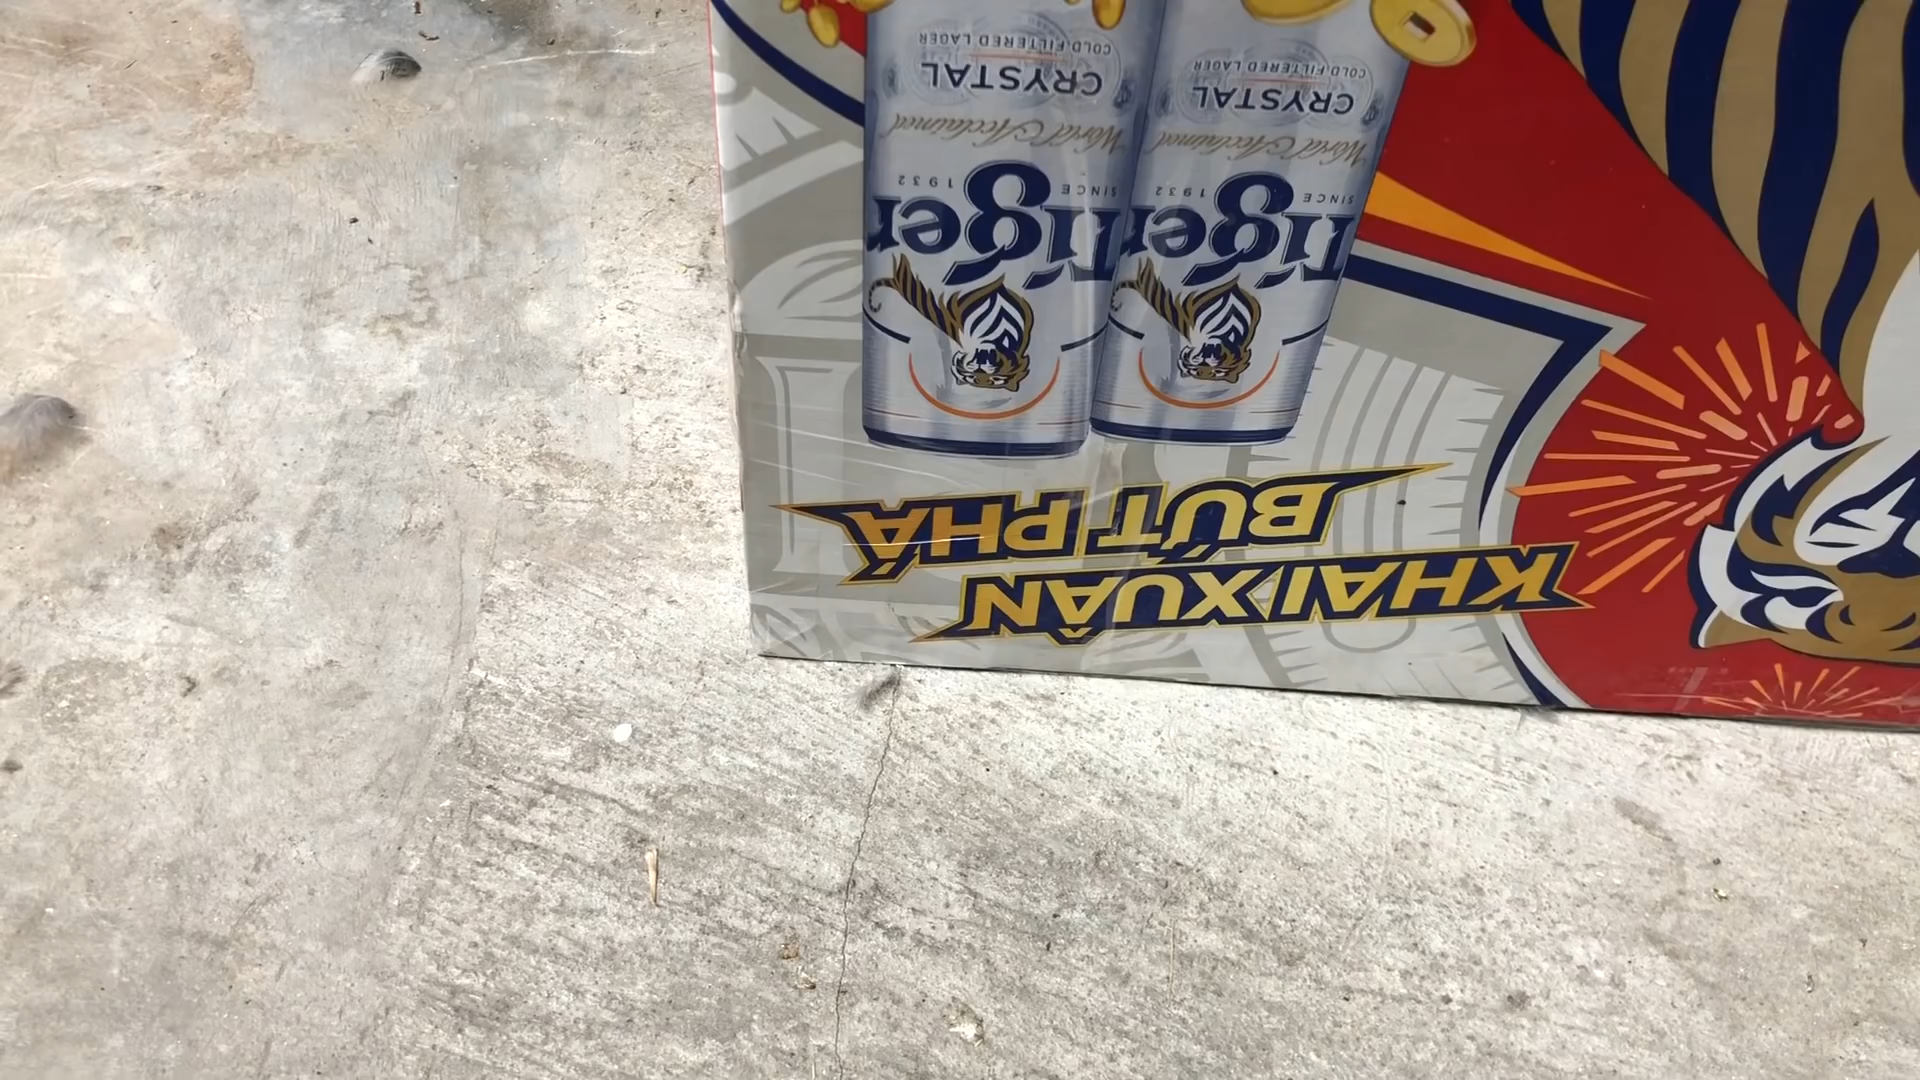 KHAI XUÂN
BỨT PHÁ
Tiger
SINCE 1932
World Acclaimed
CRYSTAL
COLD FILTERED LAGER
Tiger
SINCE 1932
World Acclaimed
CRYSTAL
COLD FILTERED LAGER